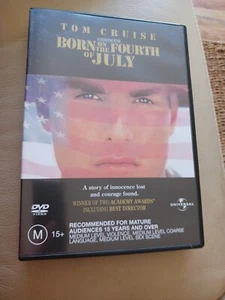 TOM CRUISE
BORN ON THE FOURTH
OF JULY
A story of innocence lost
and courage found.
WINNER OF TWO ACADEMY AWARDS®
INCLUDING BEST DIRECTOR
DVD
VIDEO
UNIVERSAL
M 15+
RECOMMENDED FOR MATURE
AUDIENCES 15 YEARS AND OVER
MEDIUM LEVEL VIOLENCE, MEDIUM LEVEL COARSE
LANGUAGE, MEDIUM LEVEL SEX SCENE